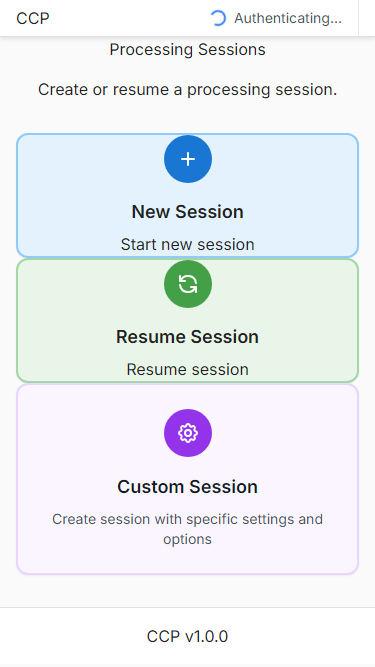 CCP
Authenticating...
Processing Sessions
Create or resume a processing session.
New Session
Start new session
Resume Session
Resume session
Custom Session
Create session with specific settings and
options
CCP v1.0.0